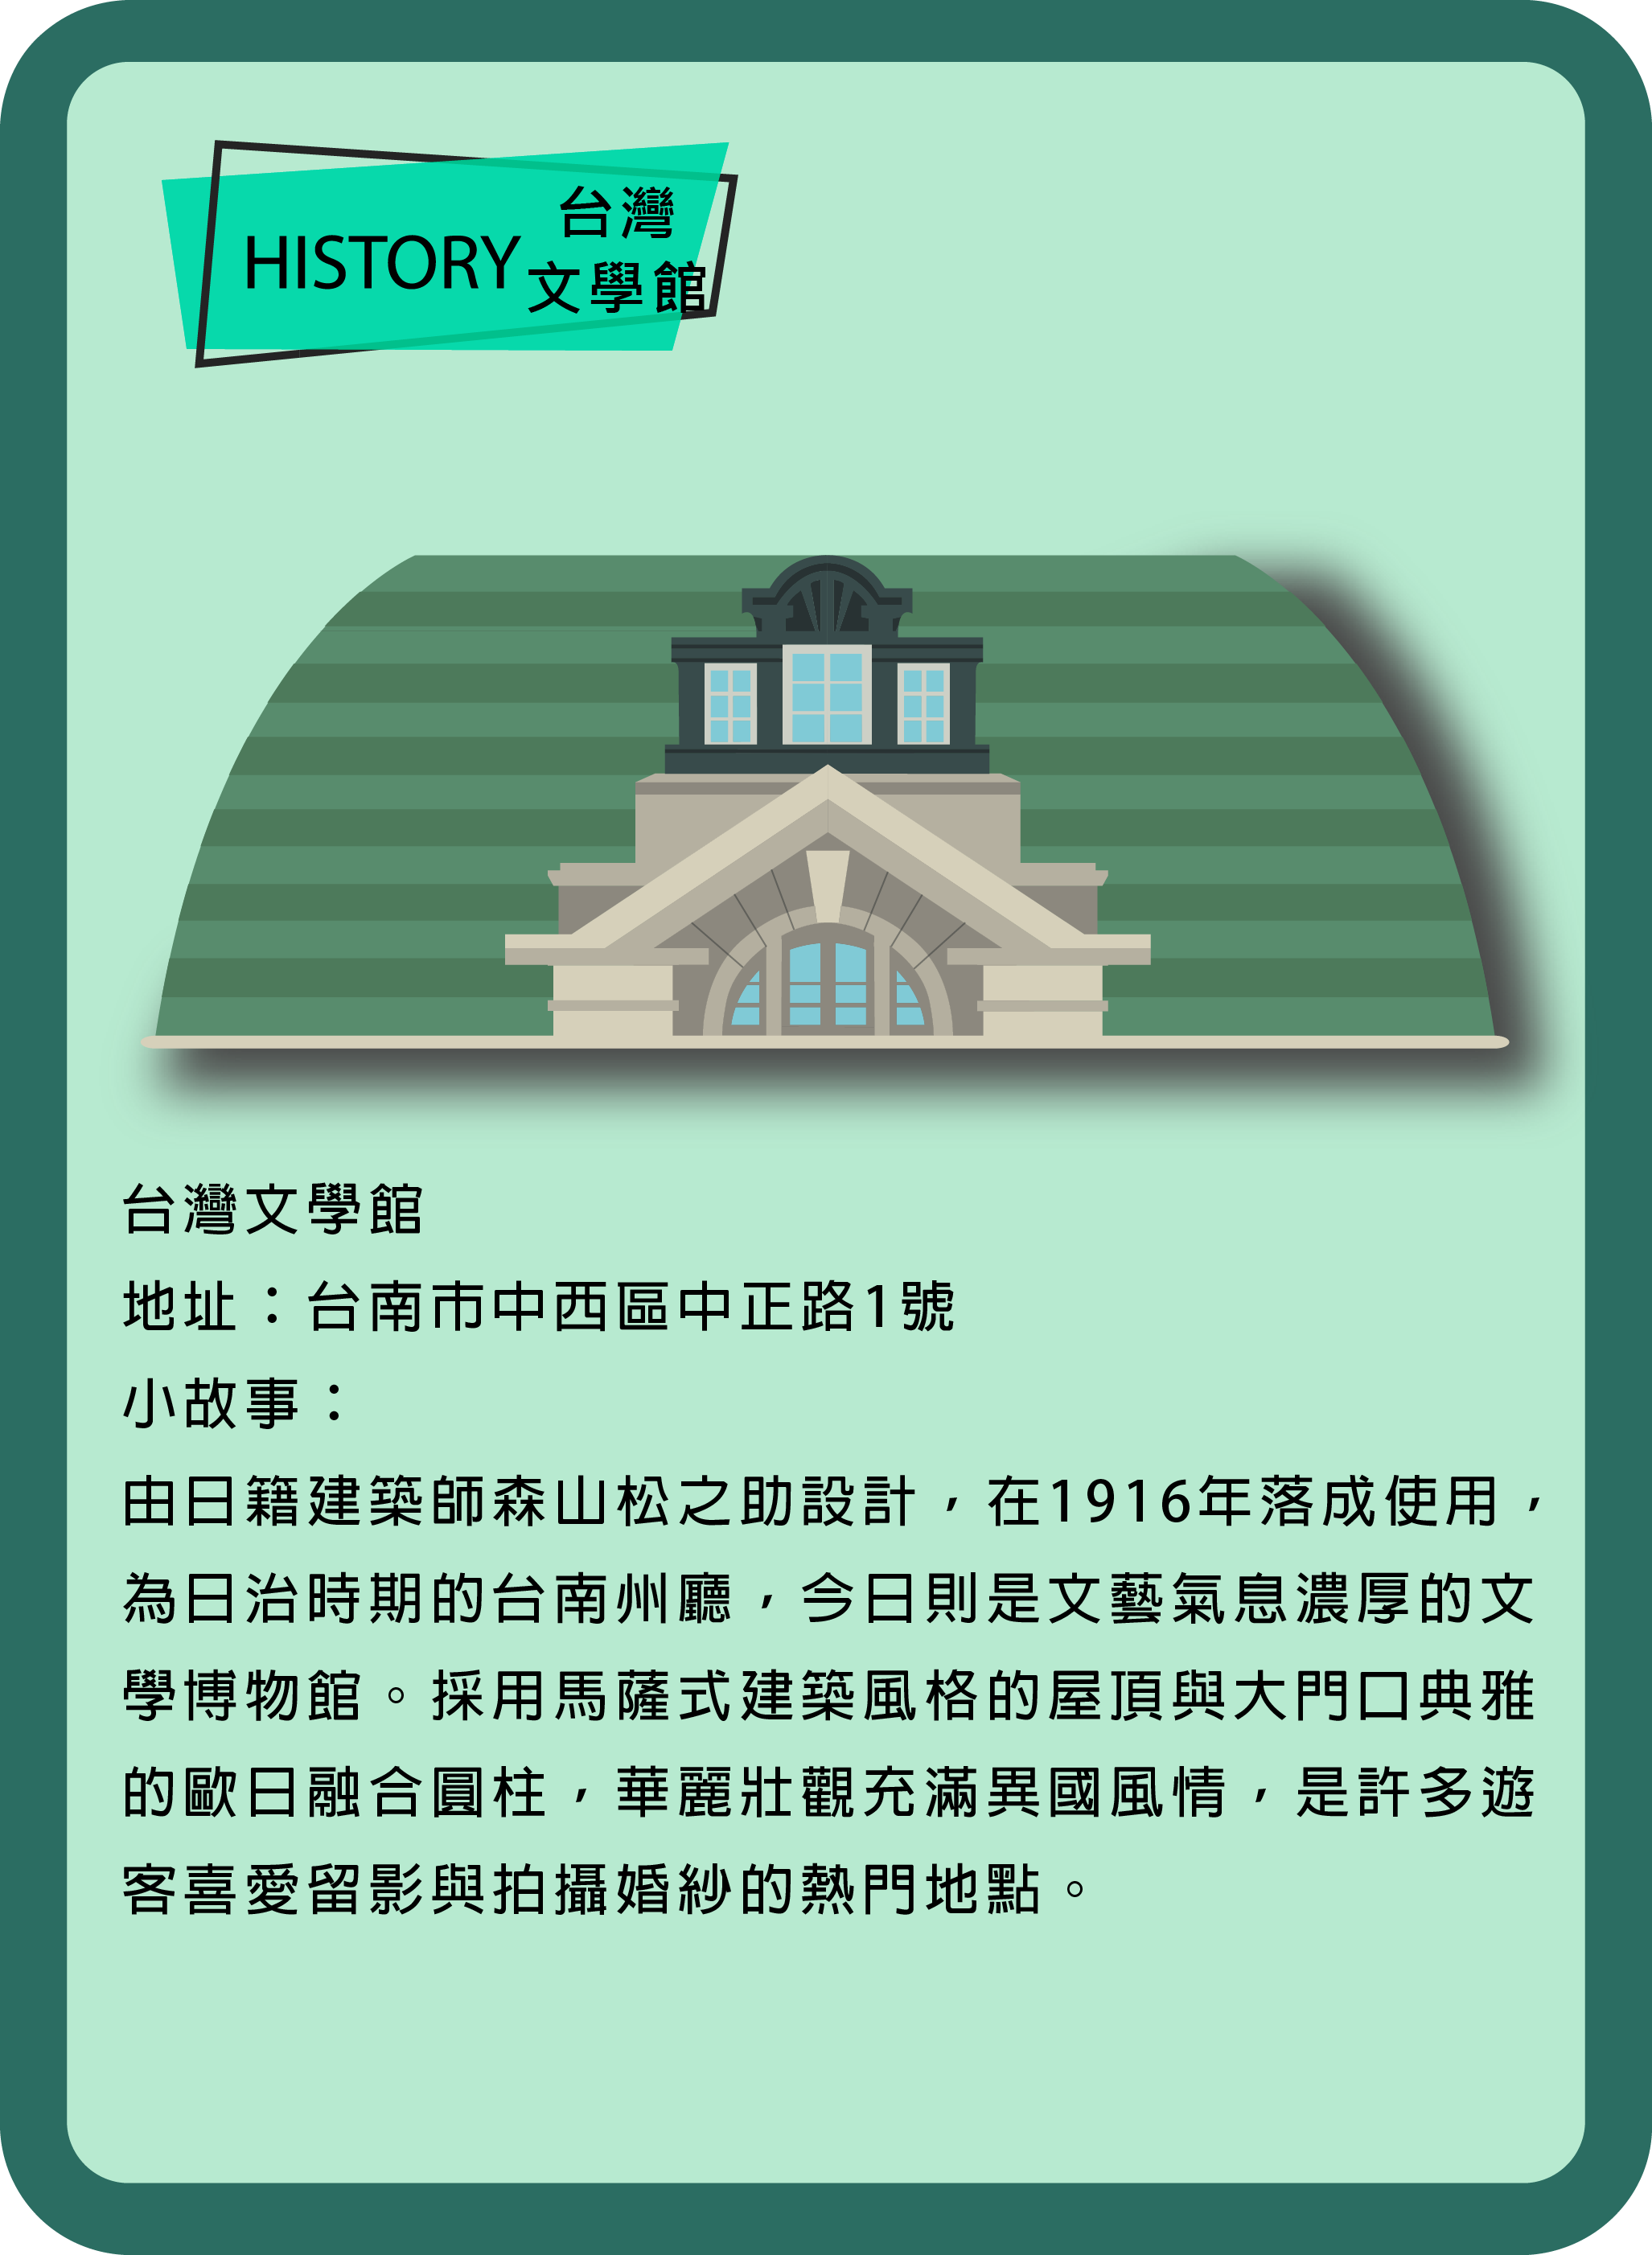 HISTORY
台灣
文學館
台灣文學館
地址：台南市中西區中正路1號
小故事：
由日籍建築師森山松之助設計，在1916年落成使用，
為日治時期的台南州廳，今日則是文藝氣息濃厚的文
學博物館。採用馬薩式建築風格的屋頂與大門口典雅
的歐日融合圓柱，華麗壯觀充滿異國風情，是許多遊
客喜愛留影與拍攝婚紗的熱門地點。